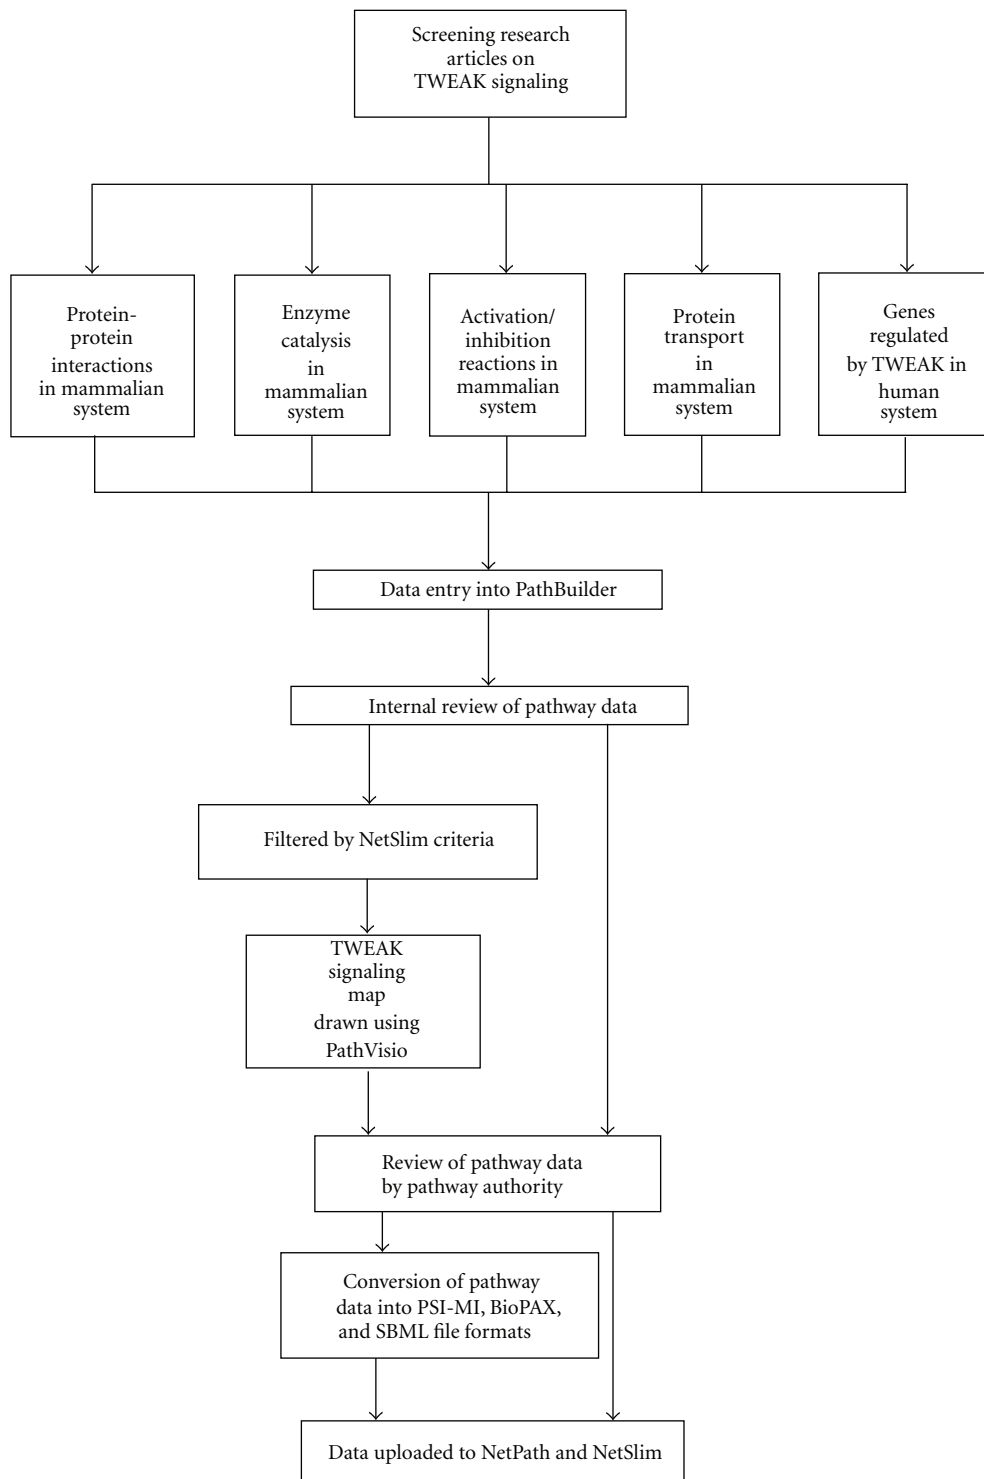 Screening research
articles on
TWEAK signaling
Protein-
protein
interactions
in mammalian
system
Enzyme
catalysis
in
mammalian
system
Activation/
inhibition
reactions in
mammalian
system
Protein
transport
in
mammalian
system
Genes
regulated
by TWEAK in
human
system
Data entry into PathBuilder
Internal review of pathway data
Filtered by NetSlim criteria
TWEAK
signaling
map
drawn using
PathVisio
Review of pathway data
by pathway authority
Conversion of pathway
data into PSI-MI, BioPAX,
and SBML file formats
Data uploaded to NetPath and NetSlim